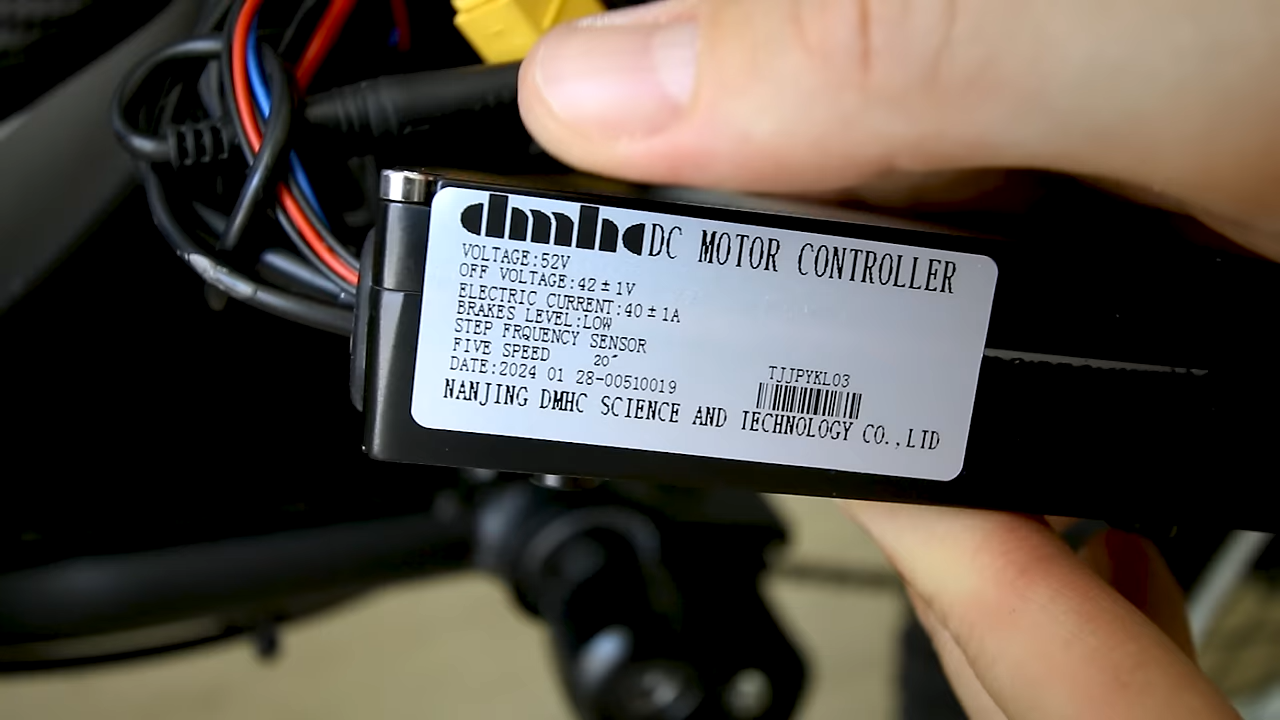 dmhc DC MOTOR CONTROLLER
VOLTAGE:52V
OFF VOLTAGE:42±1V
ELECTRIC CURRENT:40±1A
BRAKES LEVEL:LOW
STEP FRQUENCY SENSOR
FIVE SPEED 20″
DATE:2024 01 28-00510019
TJJPYKL03
NANJING DMHC SCIENCE AND TECHNOLOGY CO.,LTD